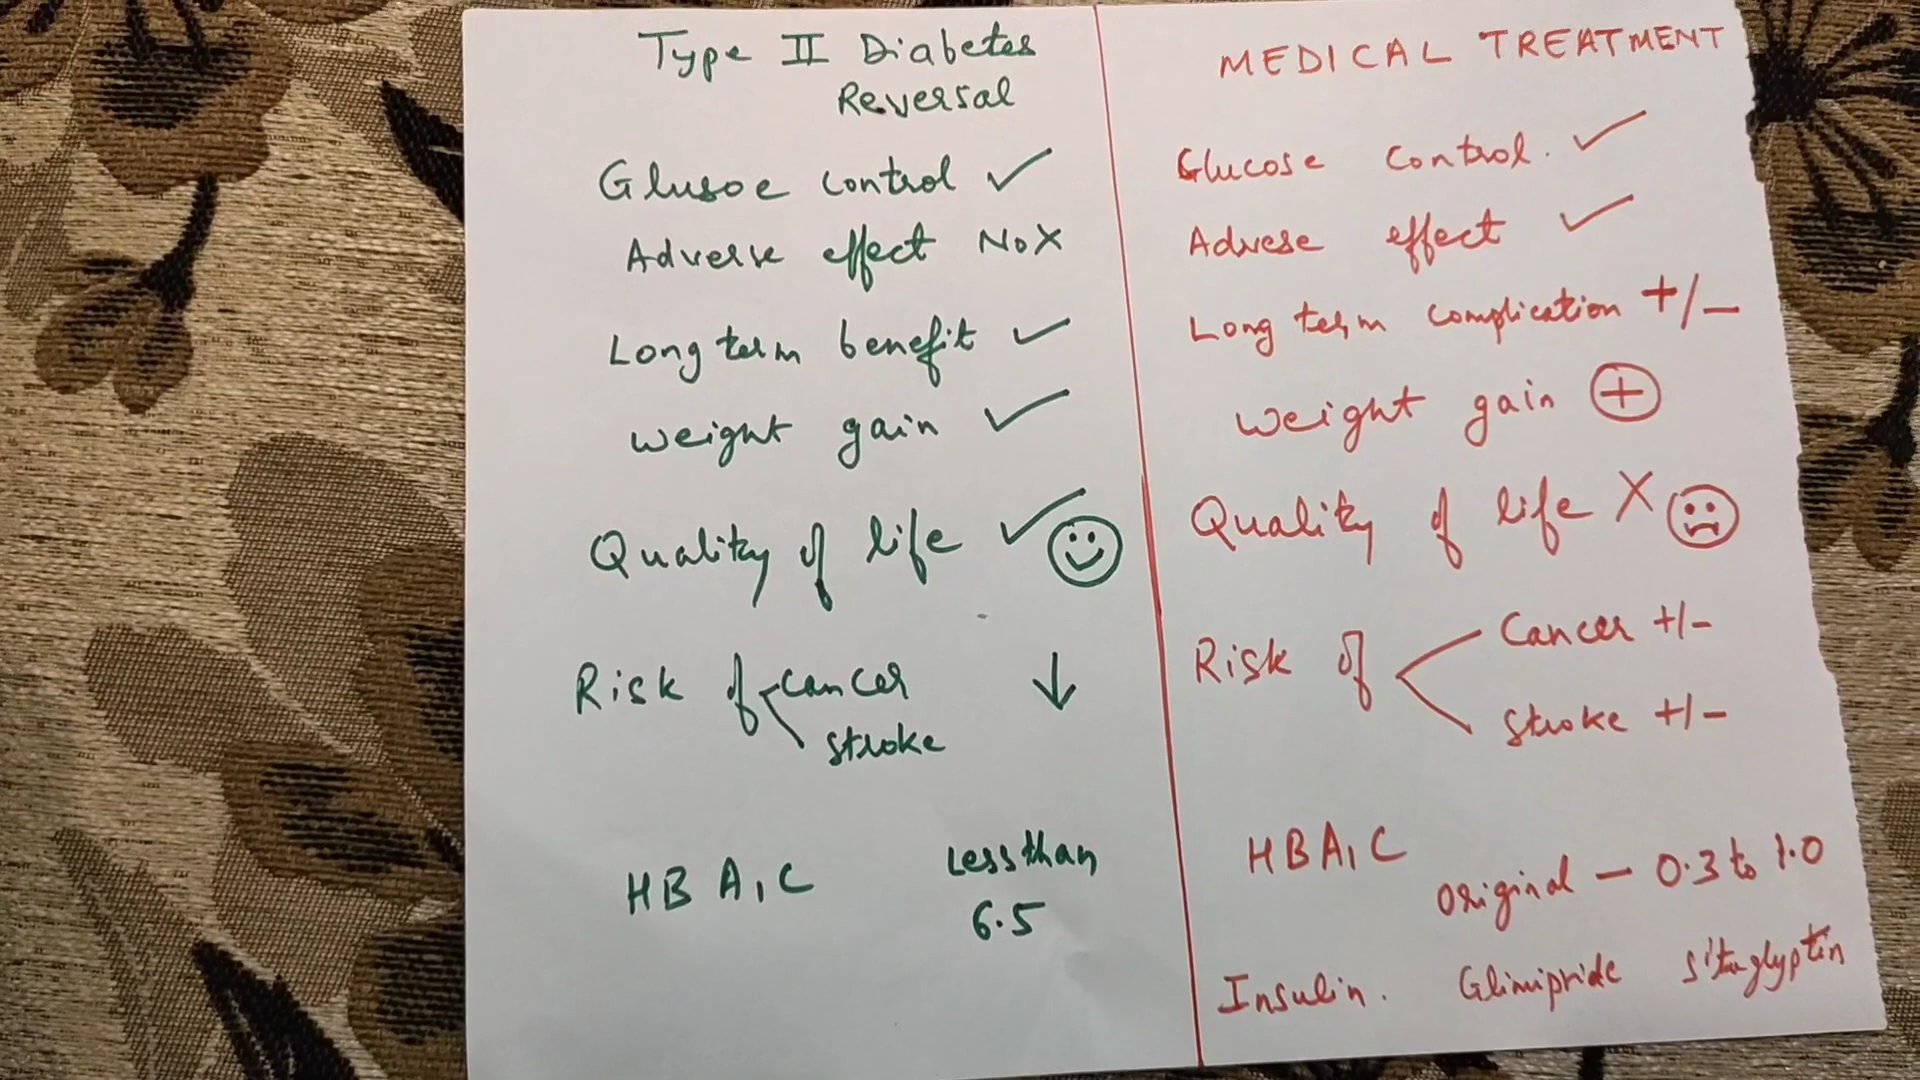 Type II Diabetes
Reversal
Glusoe control ✓
Adverse effect No X
Long term benefit ✓
weight gain ✓
Quality of life ✓
Risk of cancer ↓
stroke
HB A1C Less than
6.5
MEDICAL TREATMENT
Glucose control. ✓
Advese effect ✓
Long term complication +/-
weight gain +
Quality of life X
Risk of Cancer +/-
Stroke +/-
HBA1C
Original - 0.3 to 1.0
Insulin. Glimipride sitaglyptin